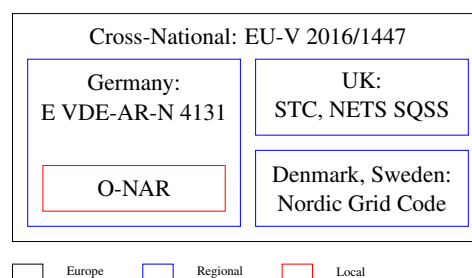 Cross-National: EU-V 2016/1447
Germany:
E VDE-AR-N 4131
O-NAR
UK:
STC, NETS SQSS
Denmark, Sweden:
Nordic Grid Code
Europe
Regional
Local